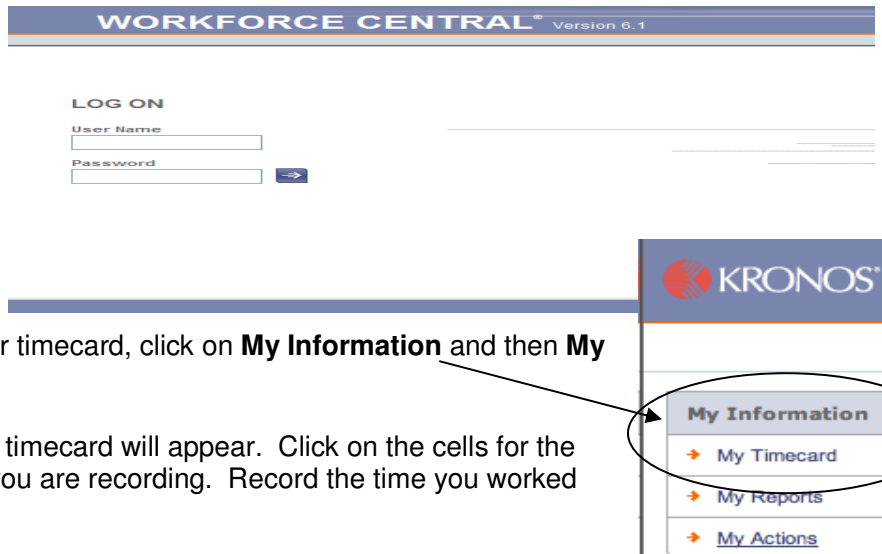 WORKFORCE CENTRAL® Version 6.1
LOG ON
User Name
Password
KRONOS®
r timecard, click on My Information and then My
My Information
My Timecard
My Reports
My Actions
timecard will appear. Click on the cells for the
ou are recording. Record the time you worked